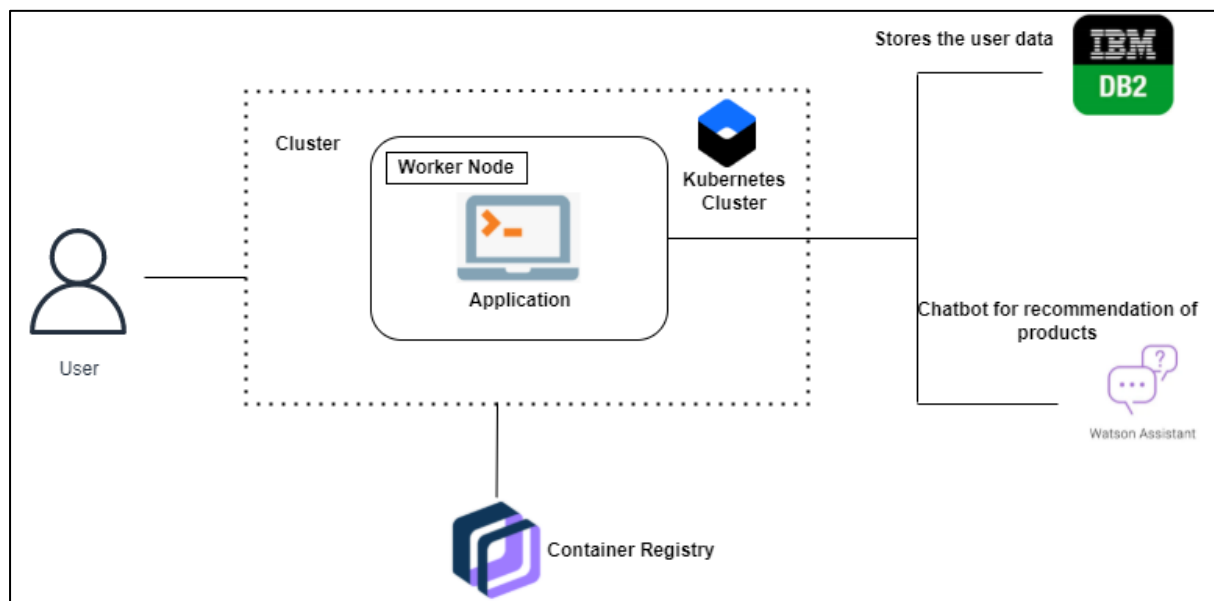 Stores the user data
IBM
DB2
Cluster
Worker Node
Kubernetes
Cluster
Application
User
Chatbot for recommendation of
products
?
Watson Assistant
Container Registry